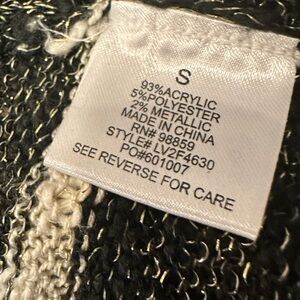 S
93%ACRYLIC
5%POLYESTER
2% METALLIC
MADE IN CHINA
RN# 98859
STYLE# LV2F4630
PO#601007
SEE REVERSE FOR CARE